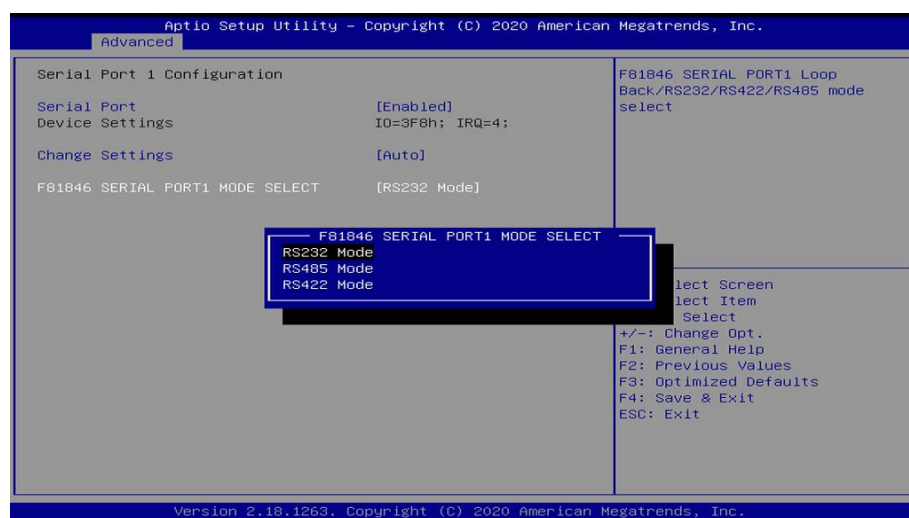 Aptio Setup Utility – Copyright (C) 2020 American Megatrends, Inc.
Advanced
Serial Port 1 Configuration
Serial Port [Enabled]
Device Settings IO=3F8h; IRQ=4;
Change Settings [Auto]
F81846 SERIAL PORT1 MODE SELECT [RS232 Mode]
F81846 SERIAL PORT1 MODE SELECT
RS232 Mode
RS485 Mode
RS422 Mode
F81846 SERIAL PORT1 Loop
Back/RS232/RS422/RS485 mode
select
lect Screen
lect Item
Select
+/-: Change Opt.
F1: General Help
F2: Previous Values
F3: Optimized Defaults
F4: Save & Exit
ESC: Exit
Version 2.18.1263. Copyright (C) 2020 American Megatrends, Inc.